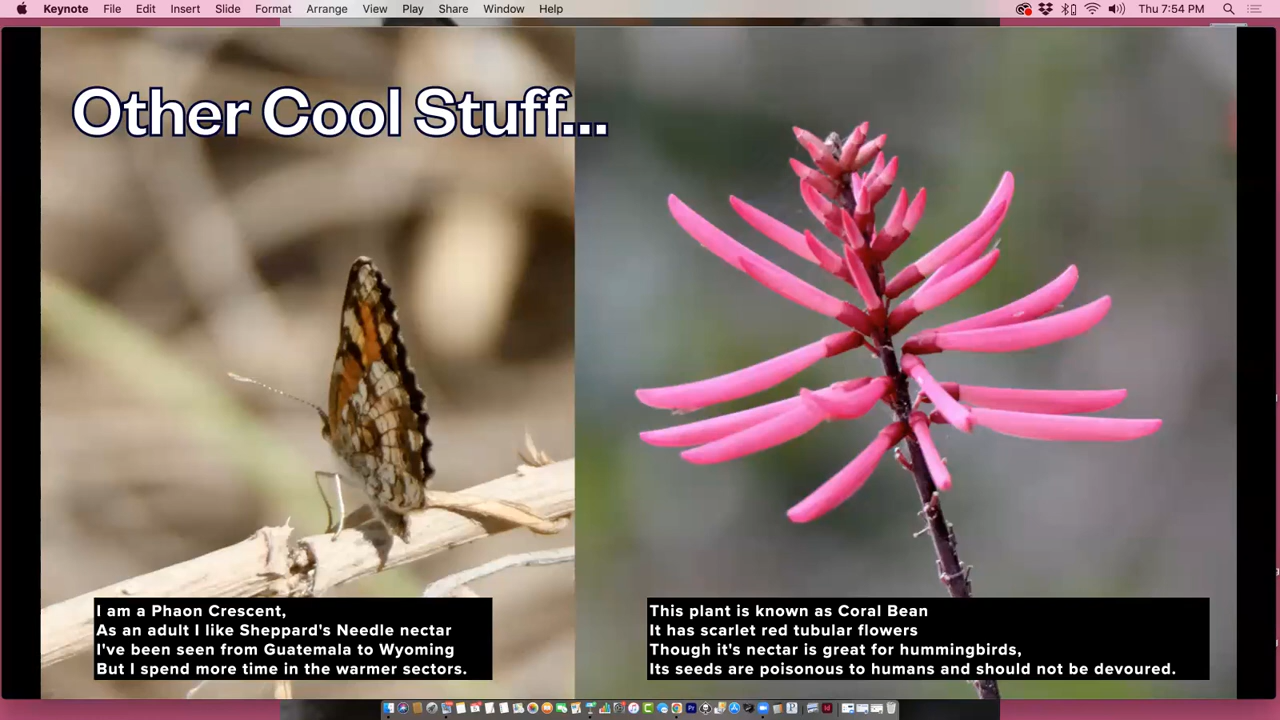 Keynote File Edit Insert Slide Format Arrange View Play Share Window Help Thu 7:54 PM
Other Cool Stuff...
I am a Phaon Crescent,
As an adult I like Sheppard's Needle nectar
I've been seen from Guatemala to Wyoming
But I spend more time in the warmer sectors.
This plant is known as Coral Bean
It has scarlet red tubular flowers
Though it's nectar is great for hummingbirds,
Its seeds are poisonous to humans and should not be devoured.